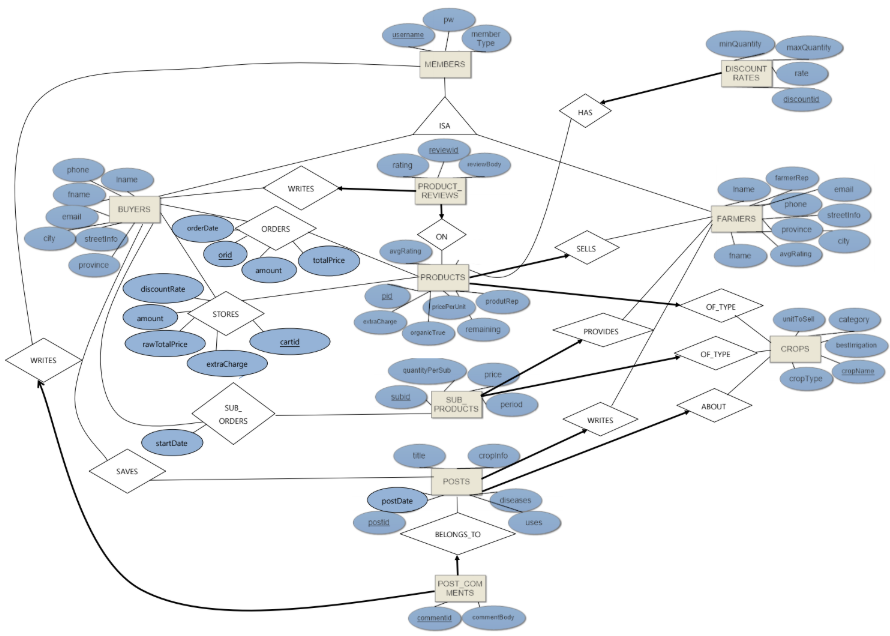 pw
username
member
Type
MEMBERS
minQuantity
maxQuantity
DISCOUNT
RATES
rate
discountId
HAS
ISA
reviewid
rating
reviewBody
PRODUCT_
REVIEWS
WRITES
phone
lname
fname
BUYERS
email
city
streetInfo
province
orderDate
ORDERS
orid
amount
totalPrice
ON
avgRating
PRODUCTS
SELLS
farmerRep
lname
email
phone
FARMERS
streetInfo
province
city
fname
avgRating
discountRate
amount
STORES
rawTotalPrice
cartid
extraCharge
pid
pricePerUnit
produtRep
extraCharge
organicTrue
remaining
OF_TYPE
PROVIDES
unitToSell
category
CROPS
bestIrrigation
cropType
cropName
OF_TYPE
WRITES
quantityPerSub
price
subid
SUB
PRODUCTS
period
ABOUT
SUB_
ORDERS
startDate
WRITES
SAVES
title
cropInfo
POSTS
postDate
diseases
postid
uses
BELONGS_TO
POST_COM
MENTS
commentid
commentBody